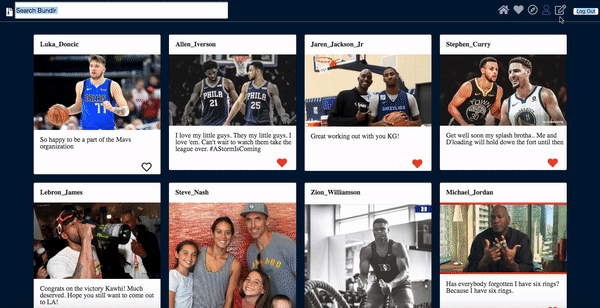 Search Bundlr
Log Out
Luka_Doncic
Allen_Iverson
Jaren_Jackson_Jr
Stephen_Curry
PHILA
21
PHILA
25
So happy to be a part of the Mavs
organization
I love my little guys. They my little guys. I
love 'em. Can't wait to watch them take the
league over. #AStormIsComing
Great working out with you KG!
Get well soon my splash brotha.. Me and
D'loading will hold down the fort until then
Lebron_James
Steve_Nash
Zion_Williamson
Michael_Jordan
Congrats on the victory Kawhi! Much
deserved. Hope you still want to come out
to LA!
Has everybody forgotten I have six rings?
Because I have six rings.